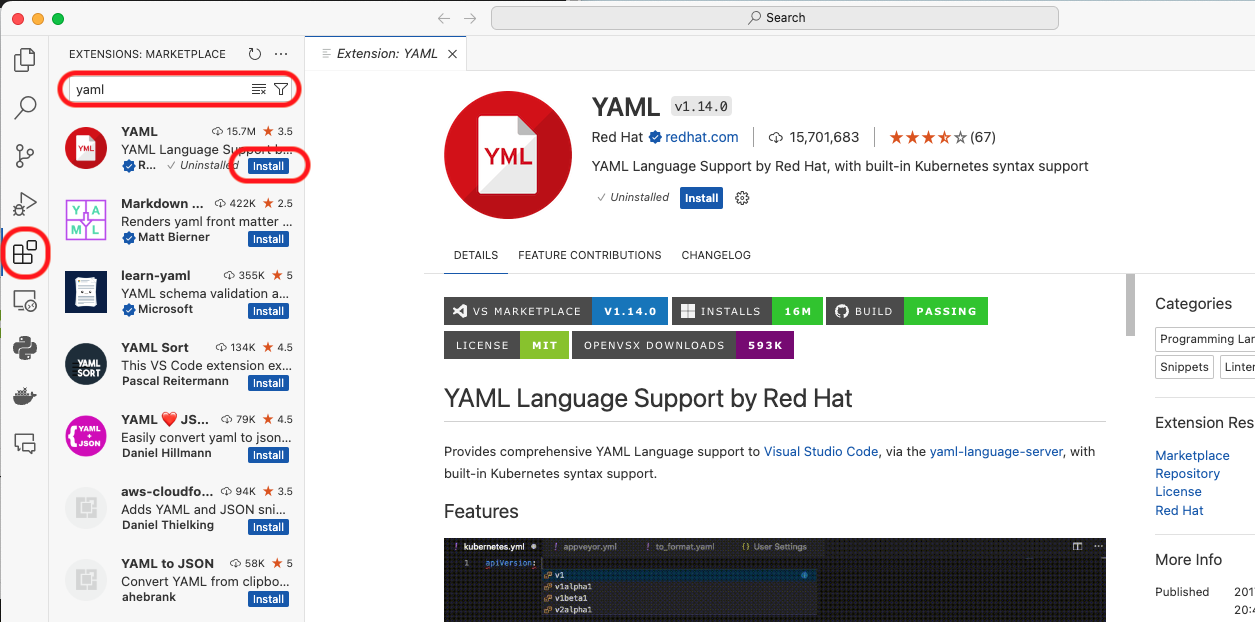 Search
EXTENSIONS: MARKETPLACE
yaml
YAML 15.7M 3.5
YAML Language Support b...
R... Uninstalled Install
Markdown ... 422K 2.5
Renders yaml front matter ...
Matt Bierner Install
learn-yaml 355K 5
YAML schema validation a...
Microsoft Install
YAML SORT
YAML Sort 134K 4.5
This VS Code extension ex...
Pascal Reitermann Install
YAML + JSON
YAML ❤️ JS... 79K 4.5
Easily convert yaml to json...
Daniel Hillmann Install
aws-cloudfo... 94K 3.5
Adds YAML and JSON sni...
Daniel Thielking Install
YAML to JSON 58K 5
Convert YAML from clipbo...
ahebrank Install
Extension: YAML
YML
YAML v1.14.0
Red Hat redhat.com 15,701,683 (67)
YAML Language Support by Red Hat, with built-in Kubernetes syntax support
Uninstalled Install
DETAILS FEATURE CONTRIBUTIONS CHANGELOG
VS MARKETPLACE V1.14.0 INSTALLS 16M BUILD PASSING
LICENSE MIT OPENVSX DOWNLOADS 593K
YAML Language Support by Red Hat
Provides comprehensive YAML Language support to Visual Studio Code, via the yaml-language-server, with
built-in Kubernetes syntax support.
Features
kubernetes.yml appveyor.yml to_format.yaml User Settings
1 apiVersion:
v1
v1alpha1
v1beta1
v2alpha1
Categories
Programming Lan
Snippets Linter
Extension Res
Marketplace
Repository
License
Red Hat
More Info
Published 201
20:4